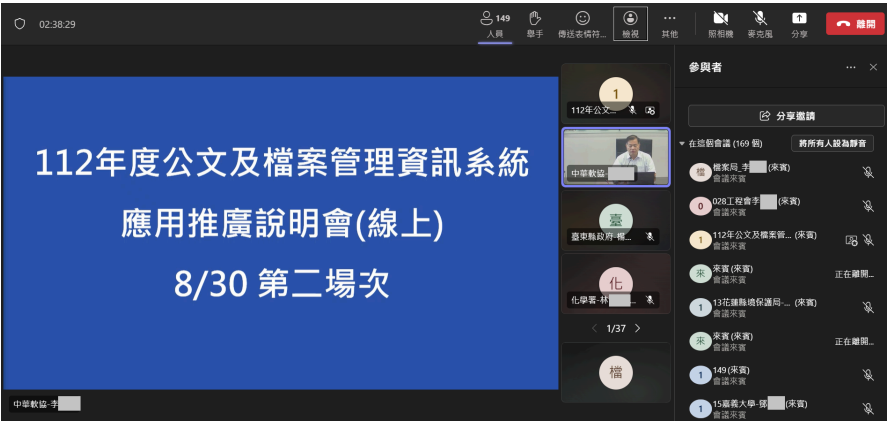 02:38:29
149
人員
舉手
傳送表情符...
檢視
其他
照相機
麥克風
分享
離開
112年度公文及檔案管理資訊系統
應用推廣說明會(線上)
8/30 第二場次
中華軟協-李
1
112年公文...
中華軟協-
臺
臺東縣政府-楊...
化
化學署-林
...
1/37
檔
參與者
分享邀請
在這個會議 (169 個)
將所有人設為靜音
檔
檔案局_李 (來賓)
會議來賓
0
028工程會李 (來賓)
會議來賓
1
112年公文及檔案管... (來賓)
會議來賓
來
來賓 (來賓)
會議來賓
正在離開...
1
13花蓮縣環境保護局-... (來賓)
會議來賓
來
來賓 (來賓)
會議來賓
正在離開...
1
149 (來賓)
會議來賓
1
15嘉義大學-鄧 (來賓)
會議來賓